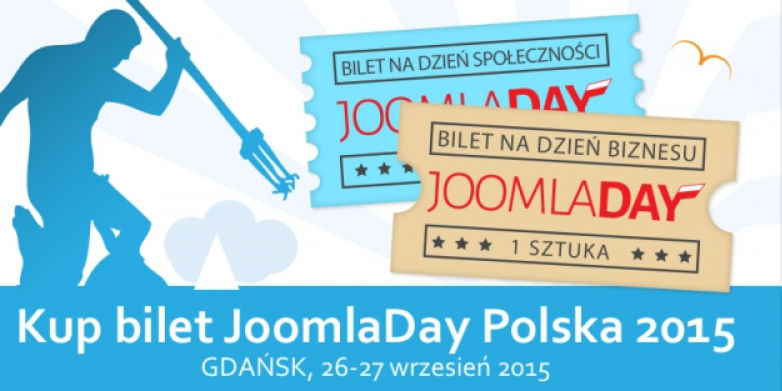 BILET NA DZIEŃ SPOŁECZNOŚCI
JOOMLADAY
BILET NA DZIEŃ BIZNESU
JOOMLADAY
1 SZTUKA
Kup bilet JoomlaDay Polska 2015
GDAŃSK, 26-27 wrzesień 2015